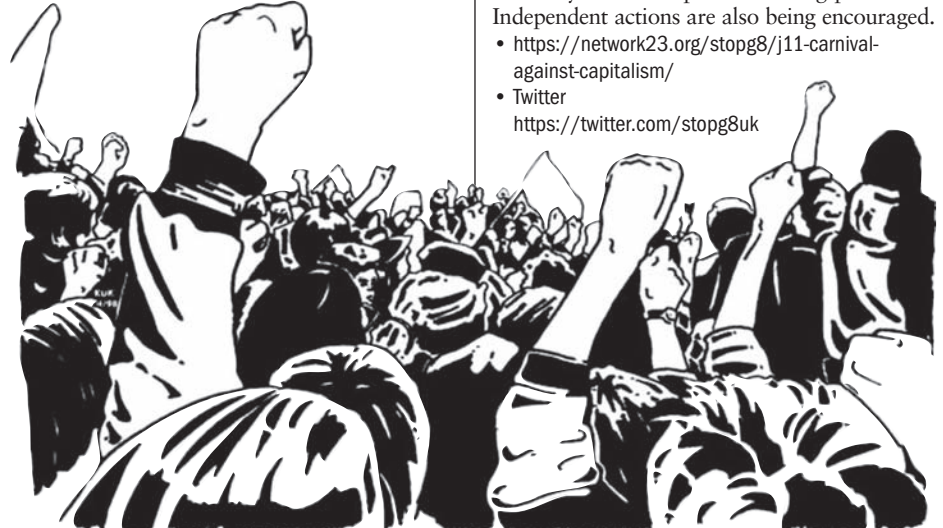 Independent actions are also being encouraged.
• https://network23.org/stopg8/j11-carnival-
against-capitalism/
• Twitter
https://twitter.com/stopg8uk